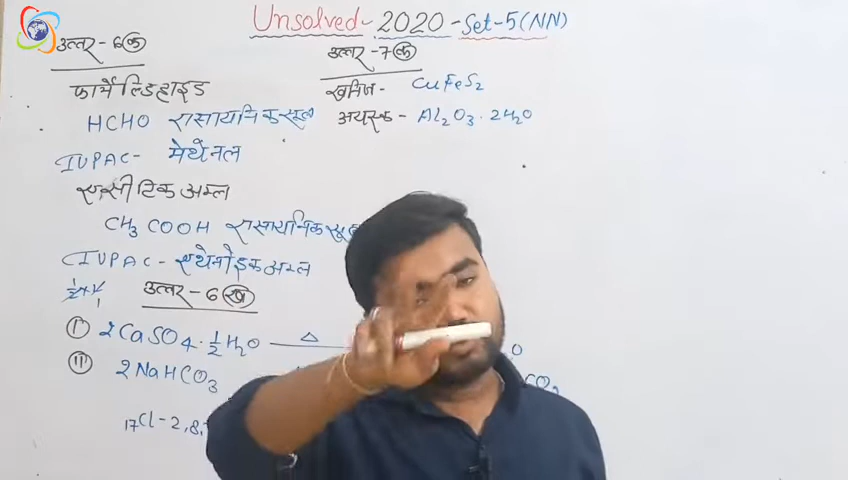 Unsolved-2020-Set-5(NN)
उत्तर-6(क)
फार्मेल्डिहाइड
HCHO रासायनिक सूत्र
IUPAC- मेथेनल
एसीटिक अम्ल
CH3COOH रासायनिक
IUPAC- एथेनोइक अम्ल
उत्तर-6(ख)
(i) 2CaSO4.1/2H2O △
(ii) 2NaHCO3
17Cl-2,8,
उत्तर-7(क)
खनिज- CuFeS2
अयस्क- Al2O3.2H2O